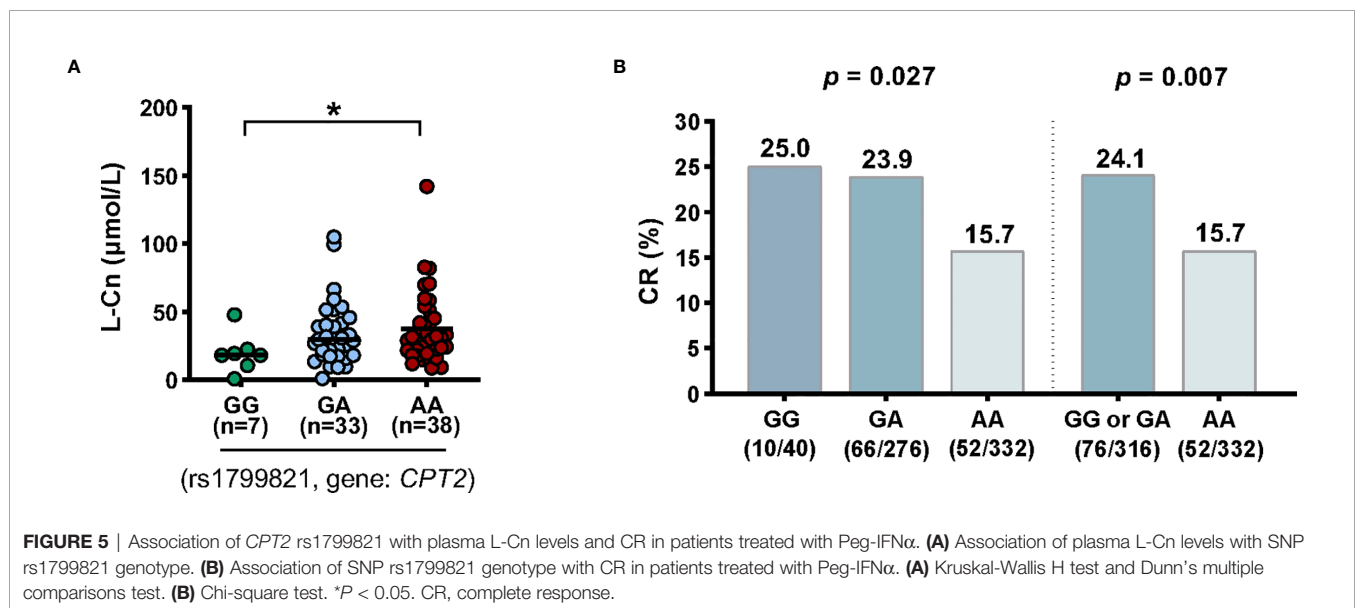 A
L-Cn (µmol/L)
200
150
100
50
0
*
GG
(n=7)
GA
(n=33)
AA
(n=38)
(rs1799821, gene: CPT2)
B
p = 0.027
p = 0.007
CR (%)
30
25
20
15
10
5
0
25.0
23.9
15.7
24.1
15.7
GG
(10/40)
GA
(66/276)
AA
(52/332)
GG or GA
(76/316)
AA
(52/332)
FIGURE 5 | Association of CPT2 rs1799821 with plasma L-Cn levels and CR in patients treated with Peg-IFNα. (A) Association of plasma L-Cn levels with SNP
rs1799821 genotype. (B) Association of SNP rs1799821 genotype with CR in patients treated with Peg-IFNα. (A) Kruskal-Wallis H test and Dunn’s multiple
comparisons test. (B) Chi-square test. *P < 0.05. CR, complete response.